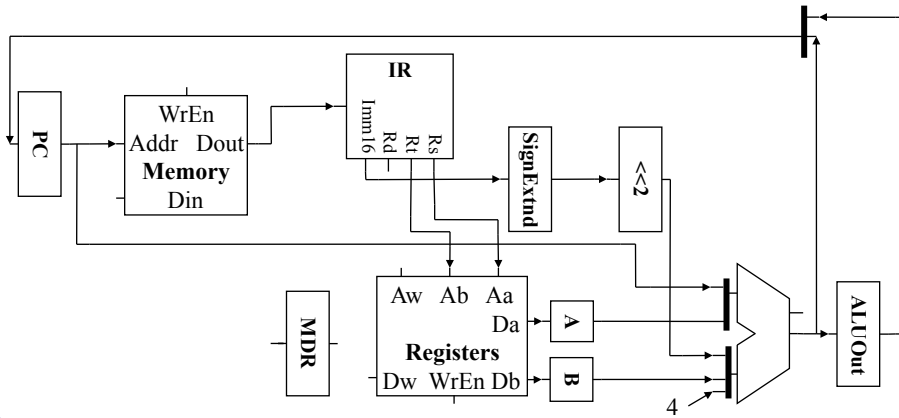 IR
Imm16
Rd
Rt
Rs
PC
WrEn
Addr Dout
Memory
Din
SignExtnd
<<2
Aw Ab Aa
Da
Registers
Dw WrEn Db
MDR
A
B
4
ALUOut